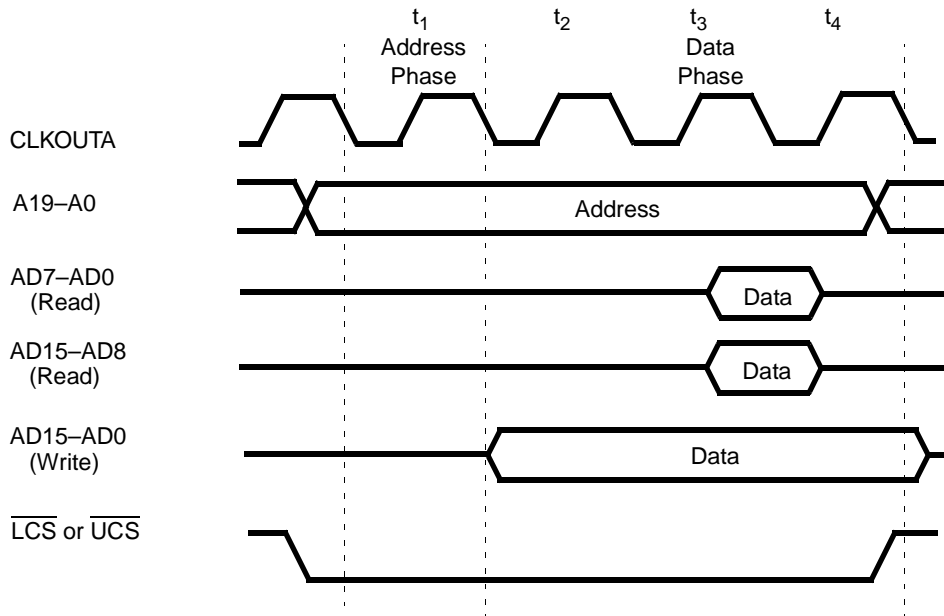 t1 t2 t3 t4
Address Data
Phase Phase
CLKOUTA
A19–A0 Address
AD7–AD0
(Read) Data
AD15–AD8
(Read) Data
AD15–AD0
(Write) Data
LCS or UCS